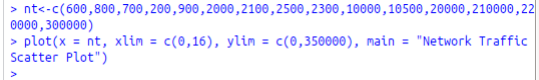 > nt<-c(600,800,700,200,900,2000,2100,2500,2300,10000,10500,20000,210000,22
0000,300000)
> plot(x = nt, xlim = c(0,16), ylim = c(0,350000), main = "Network Traffic
Scatter Plot")
>